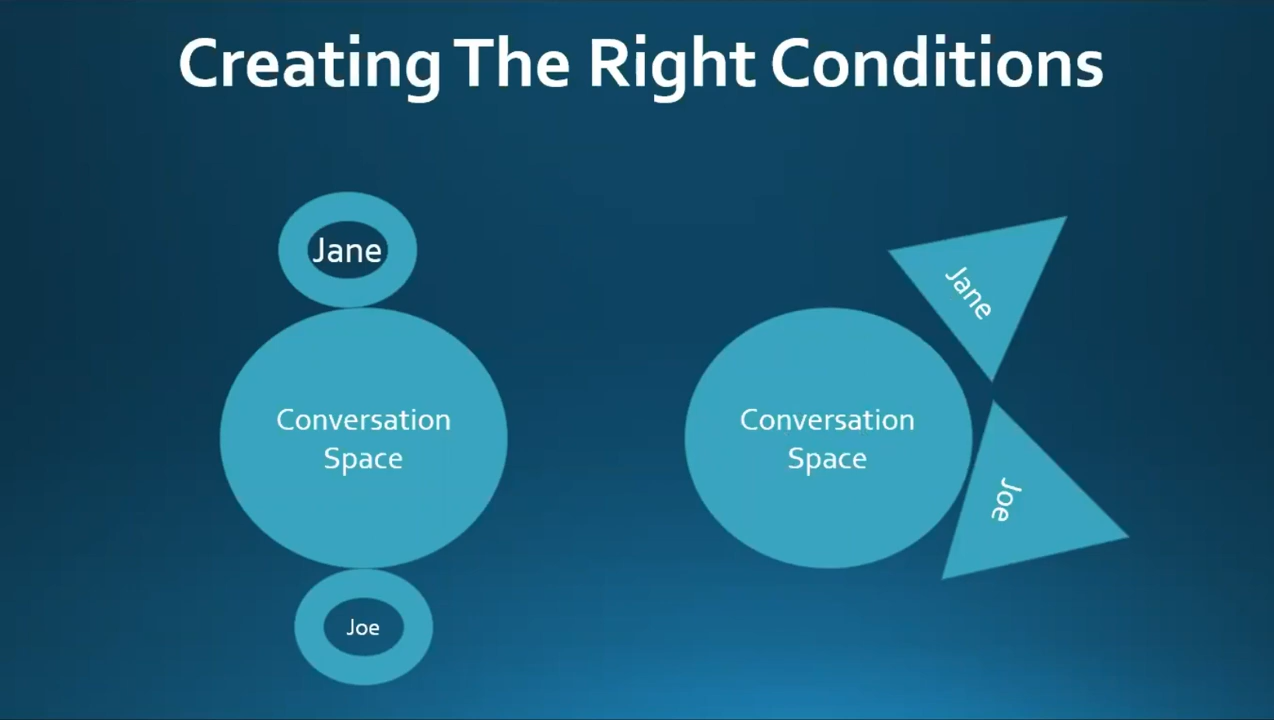 Creating The Right Conditions
Jane
Conversation
Space
Joe
Jane
Conversation
Space
Joe